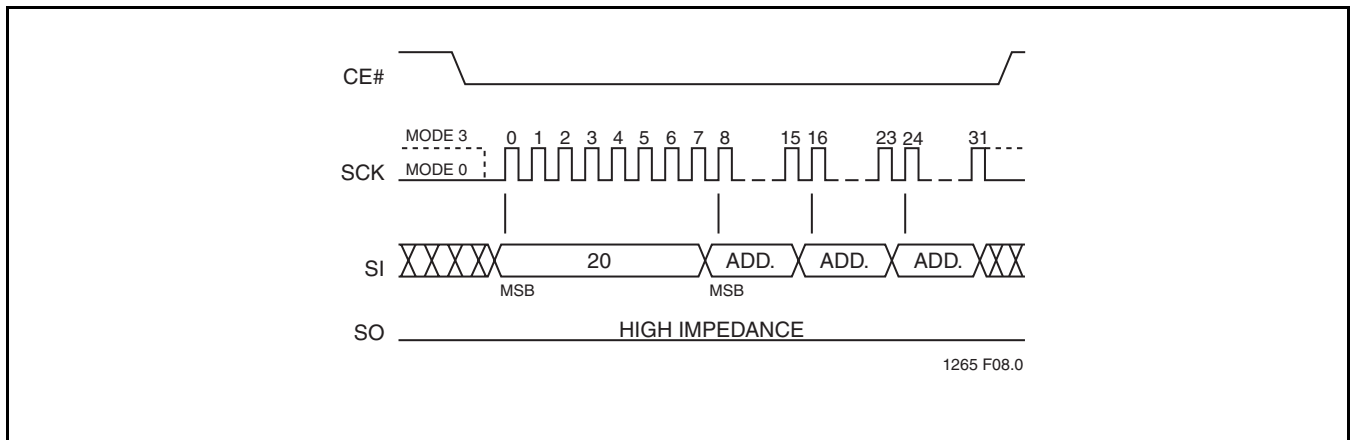 CE#
MODE 3 0 1 2 3 4 5 6 7 8 15 16 23 24 31
SCK MODE 0
SI 20 ADD. ADD. ADD.
MSB MSB
SO HIGH IMPEDANCE
1265 F08.0